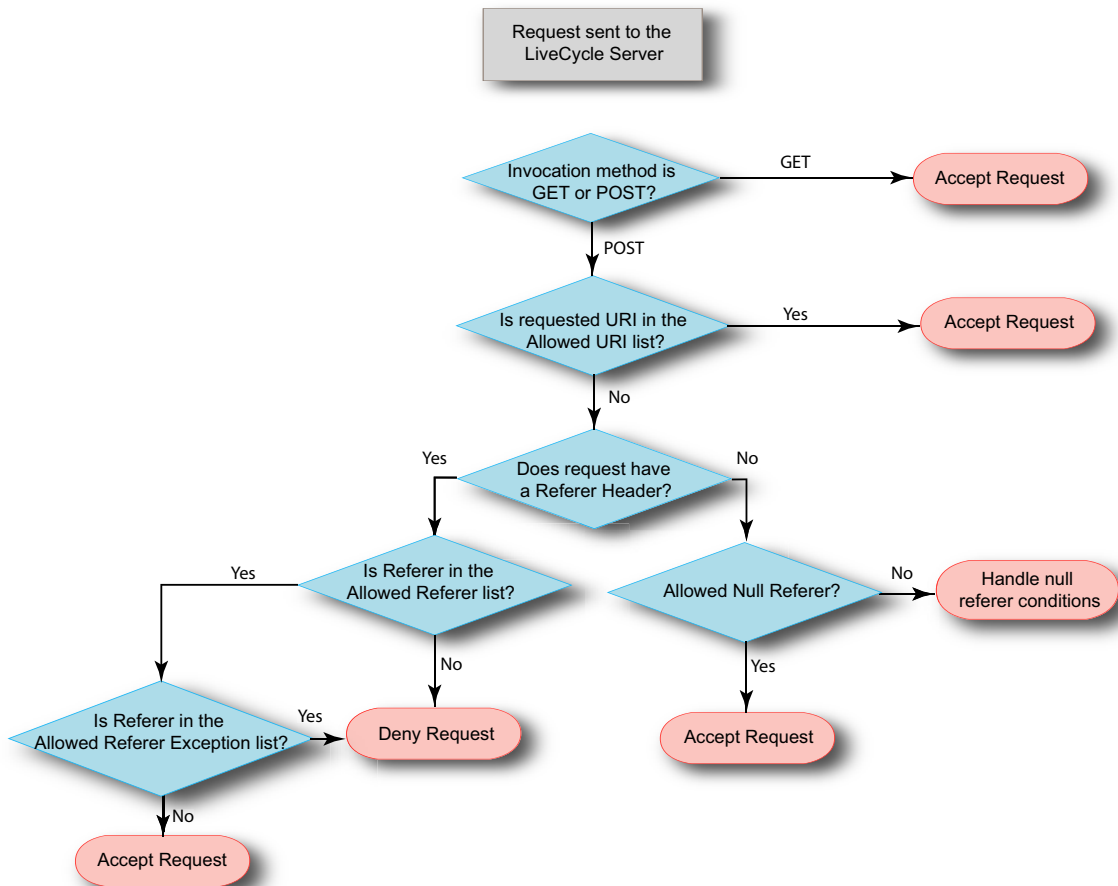 Request sent to the
LiveCycle Server
Invocation method is
GET or POST?
GET
Accept Request
POST
Is requested URI in the
Allowed URI list?
Yes
Accept Request
No
Does request have
a Referer Header?
Yes
No
Is Referer in the
Allowed Referer list?
Yes
No
Allowed Null Referer?
No
Handle null
referer conditions
Yes
Is Referer in the
Allowed Referer Exception list?
Yes
Deny Request
Accept Request
No
Accept Request